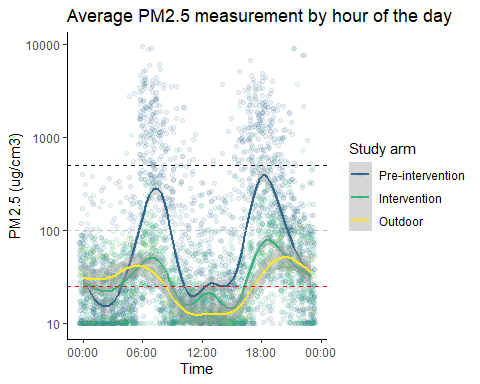 Average PM2.5 measurement by hour of the day
PM2.5 (ug/cm3)
10000
1000
100
10
00:00 06:00 12:00 18:00 00:00
Time
Study arm
Pre-intervention
Intervention
Outdoor